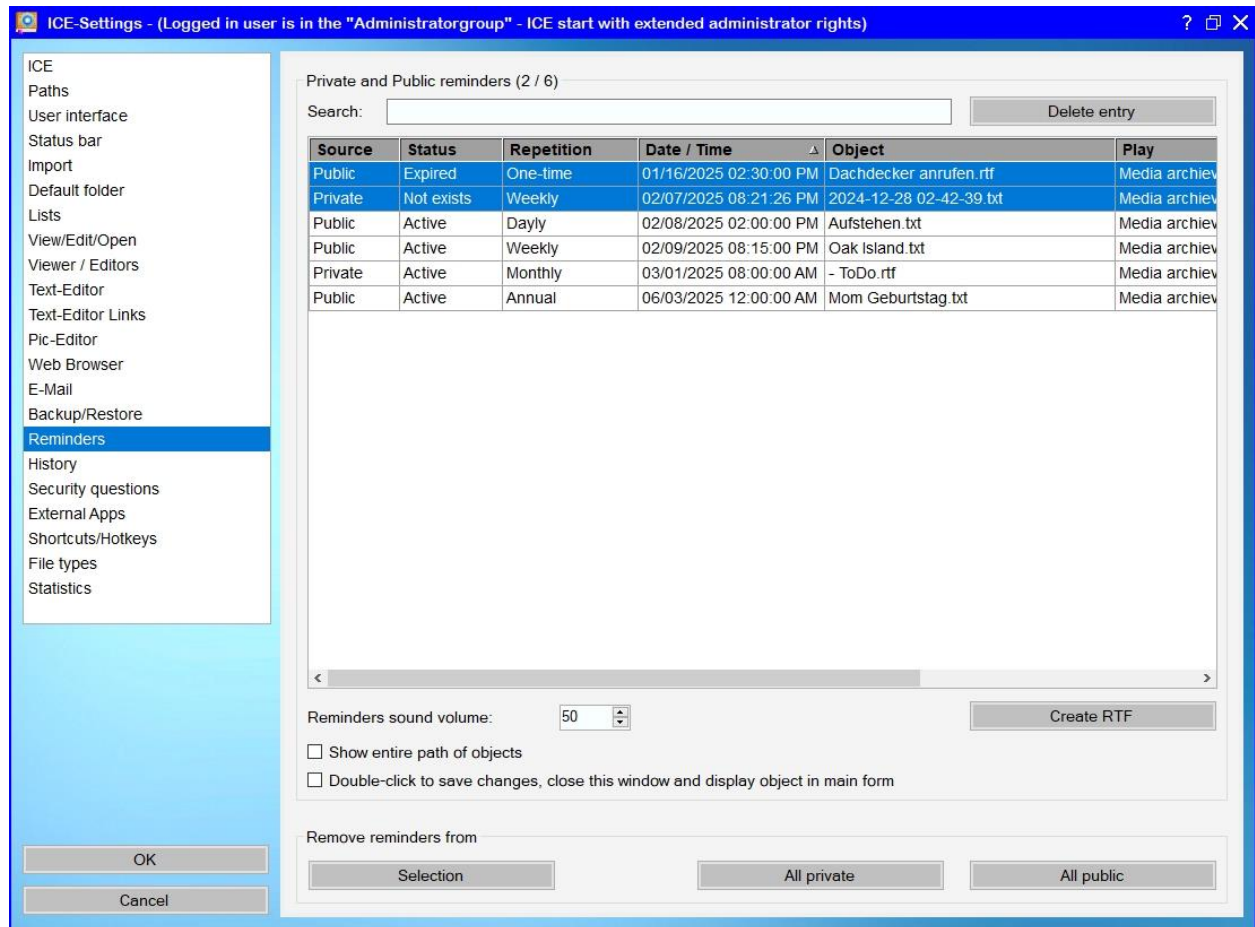 ICE-Settings - (Logged in user is in the "Administratorgroup" - ICE start with extended administrator rights)
ICE
Paths
User interface
Status bar
Import
Default folder
Lists
View/Edit/Open
Viewer / Editors
Text-Editor
Text-Editor Links
Pic-Editor
Web Browser
E-Mail
Backup/Restore
Reminders
History
Security questions
External Apps
Shortcuts/Hotkeys
File types
Statistics
OK
Cancel
Private and Public reminders (2 / 6)
Search: Delete entry
Source Status Repetition Date / Time Object Play
Public Expired One-time 01/16/2025 02:30:00 PM Dachdecker anrufen.rtf Media archiev
Private Not exists Weekly 02/07/2025 08:21:26 PM 2024-12-28 02-42-39.txt Media archiev
Public Active Dayly 02/08/2025 02:00:00 PM Aufstehen.txt Media archiev
Public Active Weekly 02/09/2025 08:15:00 PM Oak Island.txt Media archiev
Private Active Monthly 03/01/2025 08:00:00 AM - ToDo.rtf Media archiev
Public Active Annual 06/03/2025 12:00:00 AM Mom Geburtstag.txt Media archiev
Reminders sound volume: 50 Create RTF
Show entire path of objects
Double-click to save changes, close this window and display object in main form
Remove reminders from
Selection All private All public